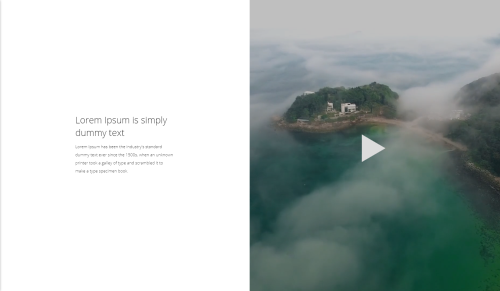 Lorem Ipsum is simply
dummy text
Lorem Ipsum has been the industry's standard
dummy text ever since the 1500s, when an unknown
printer took a galley of type and scrambled it to
make a type specimen book.